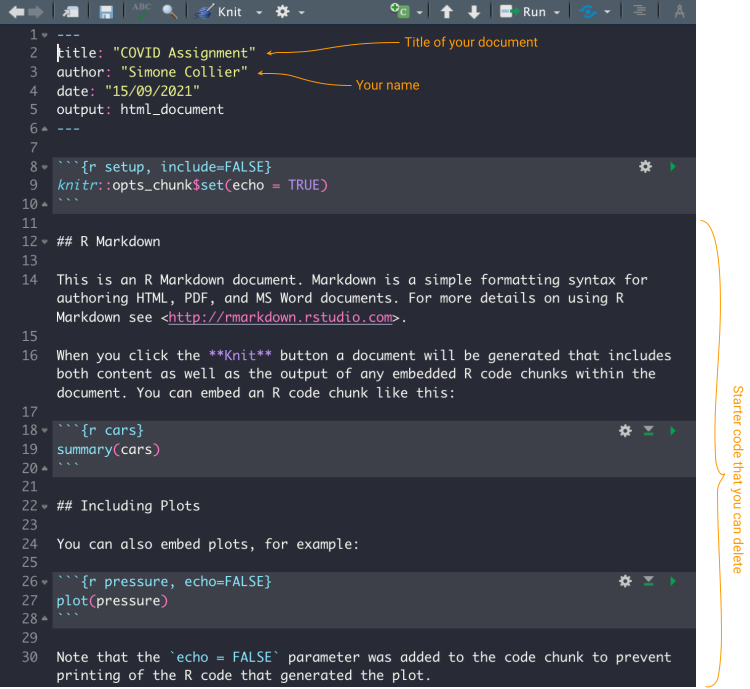 ABC Knit Run
1 ---
2 title: "COVID Assignment" Title of your document
3 author: "Simone Collier" Your name
4 date: "15/09/2021"
5 output: html_document
6 ---
7
8 ```{r setup, include=FALSE}
9 knitr::opts_chunk$set(echo = TRUE)
10 ```
11
12 ## R Markdown
13
14 This is an R Markdown document. Markdown is a simple formatting syntax for
authoring HTML, PDF, and MS Word documents. For more details on using R
Markdown see <http://rmarkdown.rstudio.com>.
15
16 When you click the **Knit** button a document will be generated that includes
both content as well as the output of any embedded R code chunks within the
document. You can embed an R code chunk like this:
17
18 ```{r cars}
19 summary(cars)
20 ```
21
22 ## Including Plots
23
24 You can also embed plots, for example:
25
26 ```{r pressure, echo=FALSE}
27 plot(pressure)
28 ```
29
30 Note that the `echo = FALSE` parameter was added to the code chunk to prevent
printing of the R code that generated the plot.
Starter code that you can delete